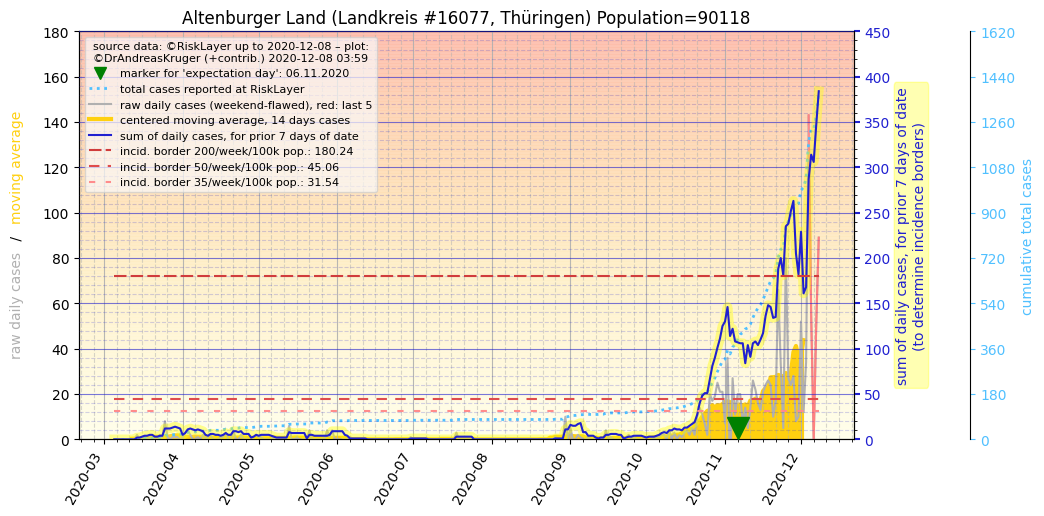 Altenburger Land (Landkreis #16077, Thüringen) Population=90118
source data: ©RiskLayer up to 2020-12-08 – plot:
©DrAndreasKruger (+contrib.) 2020-12-08 03:59
marker for 'expectation day': 06.11.2020
total cases reported at RiskLayer
raw daily cases (weekend-flawed), red: last 5
centered moving average, 14 days cases
sum of daily cases, for prior 7 days of date
incid. border 200/week/100k pop.: 180.24
incid. border 50/week/100k pop.: 45.06
incid. border 35/week/100k pop.: 31.54
raw daily cases / moving average
180
160
140
120
100
80
60
40
20
0
2020-03
2020-04
2020-05
2020-06
2020-07
2020-08
2020-09
2020-10
2020-11
2020-12
450
400
350
300
250
200
150
100
50
0
sum of daily cases, for prior 7 days of date
(to determine incidence borders)
1620
1440
1260
1080
900
720
540
360
180
0
cumulative total cases